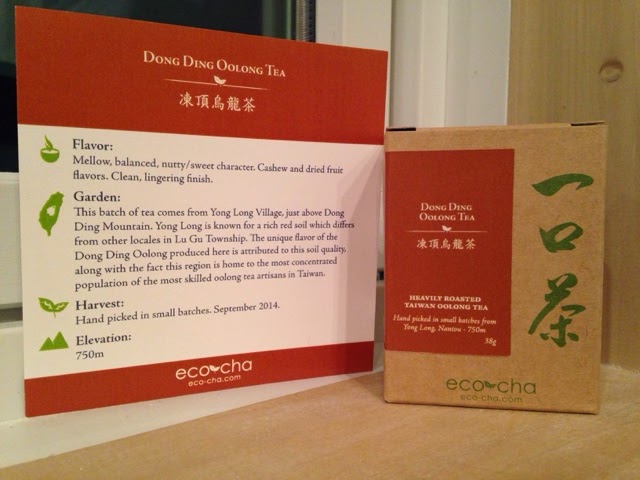 DONG DING OOLONG TEA
凍頂烏龍茶
Flavor:
Mellow, balanced, nutty/sweet character. Cashew and dried fruit
flavors. Clean, lingering finish.
Garden:
This batch of tea comes from Yong Long Village, just above Dong
Ding Mountain. Yong Long is known for a rich red soil which differs
from other locales in Lu Gu Township. The unique flavor of the
Dong Ding Oolong produced here is attributed to this soil quality,
along with the fact this region is home to the most concentrated
population of the most skilled oolong tea artisans in Taiwan.
Harvest:
Hand picked in small batches. September 2014.
Elevation:
750m
eco cha
eco-cha.com
DONG DING
OOLONG TEA
凍頂烏龍茶
HEAVILY ROASTED
TAIWAN OOLONG TEA
Hand picked in small batches from
Yong Long, Nantou - 750m
38g
一口茶
eco cha
eco-cha.com